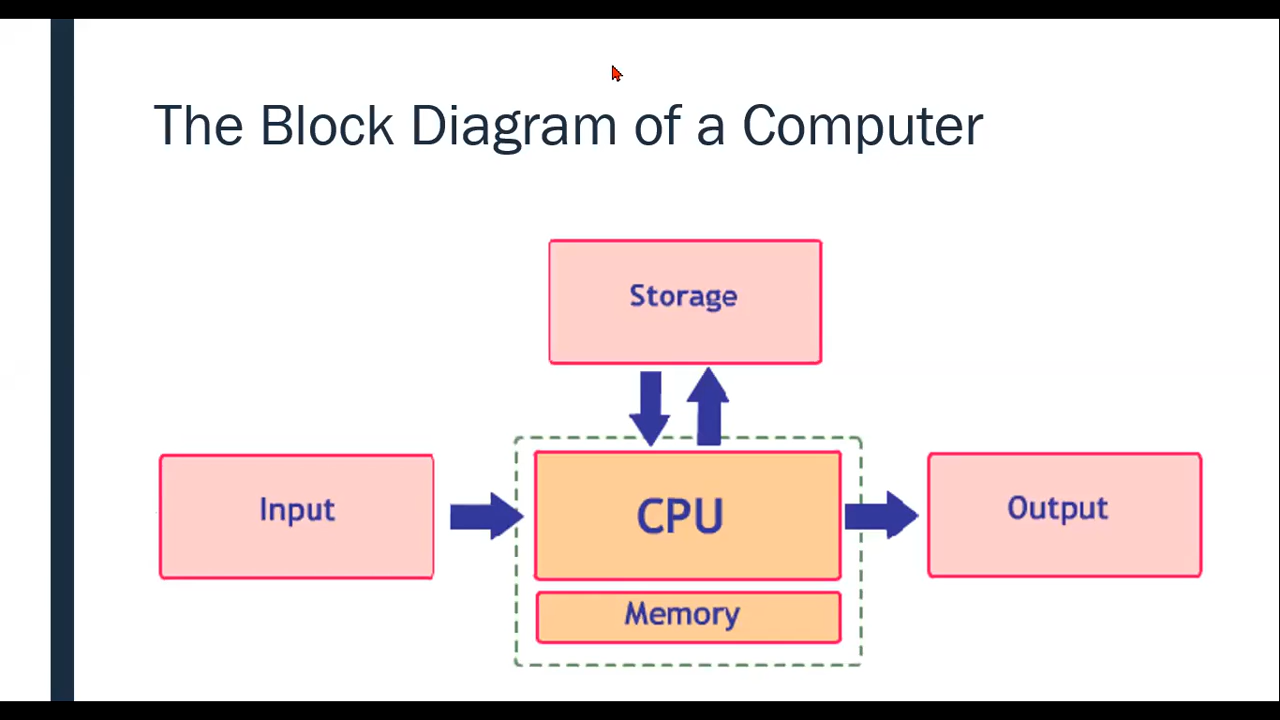 The Block Diagram of a Computer
Storage
Input
CPU
Output
Memory